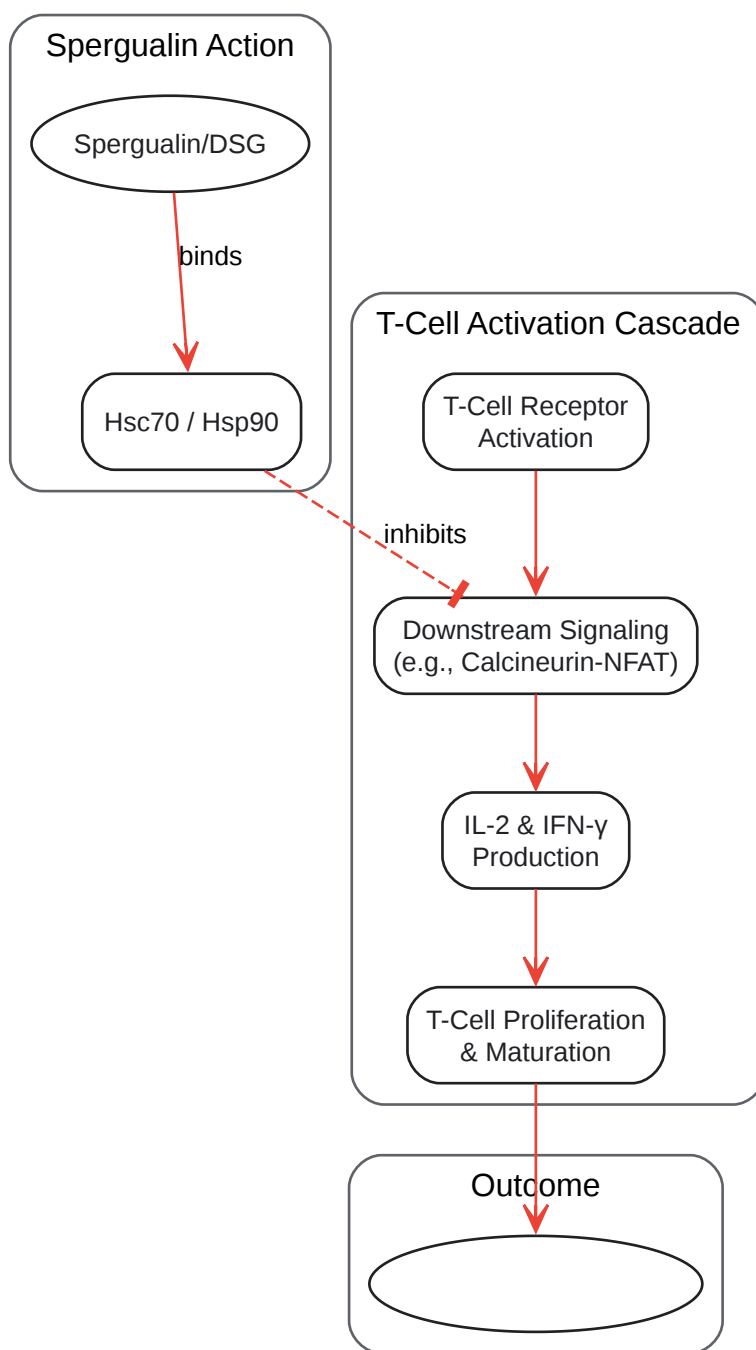 Spergualin Action
Spergualin/DSG
binds
Hsc70 / Hsp90
inhibits
T-Cell Activation Cascade
T-Cell Receptor
Activation
Downstream Signaling
(e.g., Calcineurin-NFAT)
IL-2 & IFN-γ
Production
T-Cell Proliferation
& Maturation
Outcome